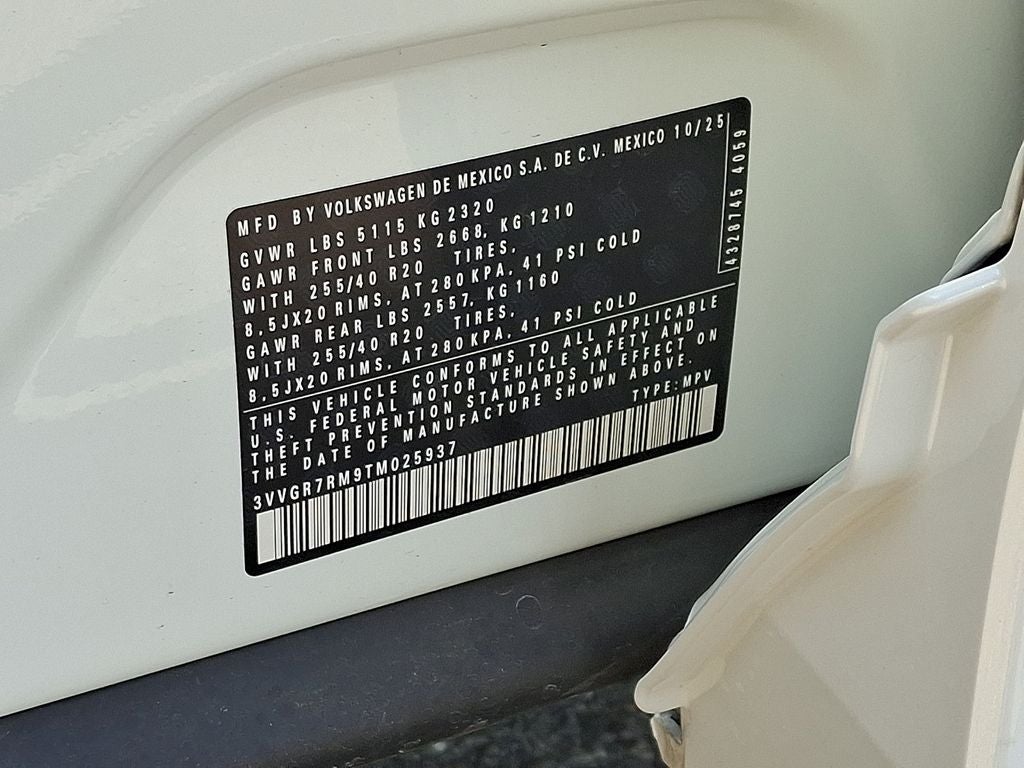 MFD BY VOLKSWAGEN DE MEXICO S.A. DE C.V. MEXICO 10/25
GVWR LBS 5115 KG 2320
GAWR FRONT LBS 2668, KG 1210
WITH 255/40 R20 TIRES,
8,5JX20 RIMS, AT 280 KPA, 41 PSI COLD
GAWR REAR LBS 2557, KG 1160
WITH 255/40 R20 TIRES,
8,5JX20 RIMS, AT 280 KPA, 41 PSI COLD
THIS VEHICLE CONFORMS TO ALL APPLICABLE
U.S. FEDERAL MOTOR VEHICLE SAFETY AND
THEFT PREVENTION STANDARDS IN EFFECT ON
THE DATE OF MANUFACTURE SHOWN ABOVE.
3VVGR7RM9TM025937 TYPE: MPV
4328745 4059